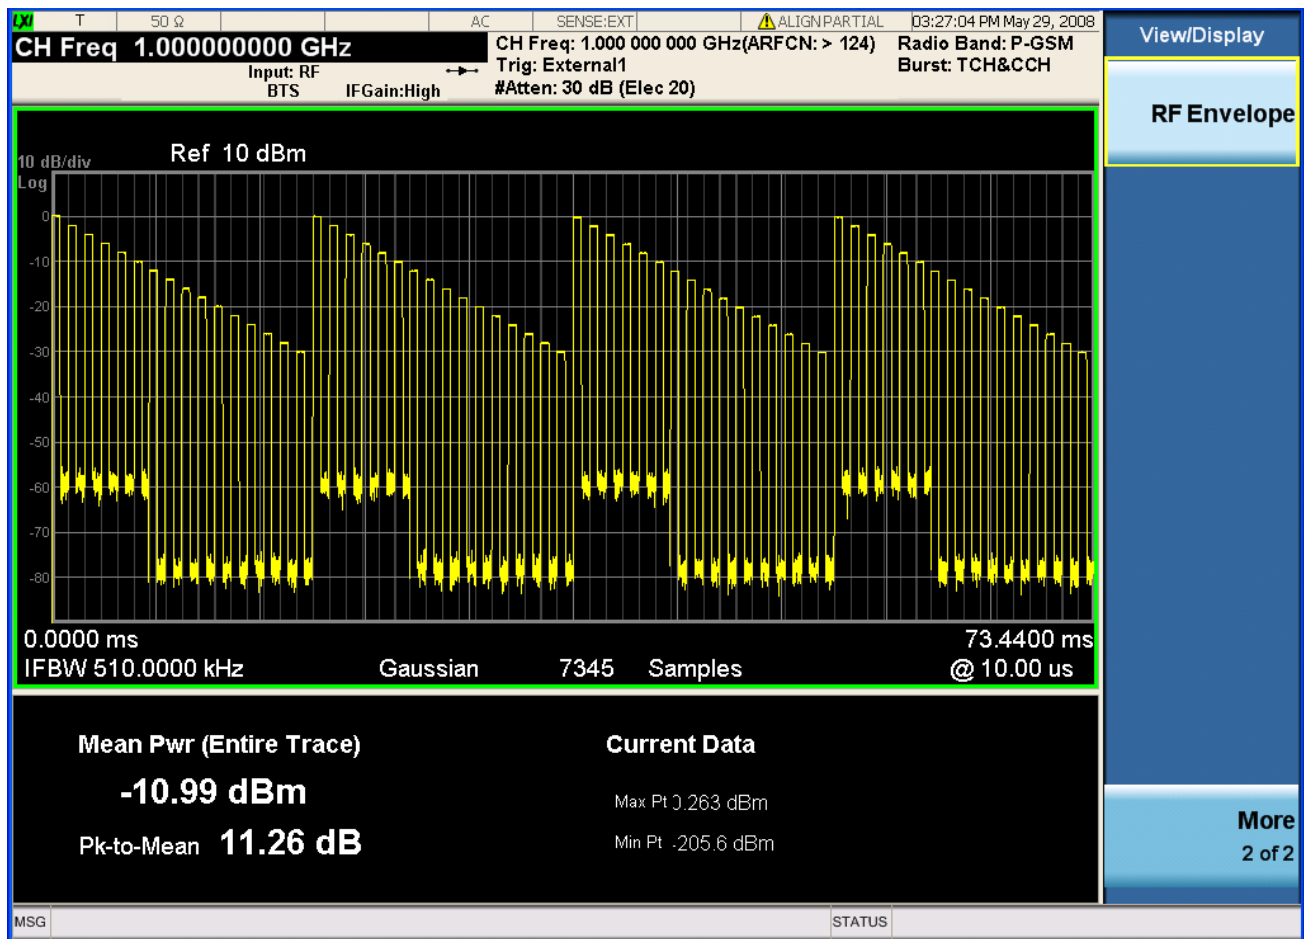 LXI T 50 Ω AC SENSE:EXT ALIGN PARTIAL 03:27:04 PM May 29, 2008
CH Freq 1.000000000 GHz
Input: RF
BTS IFGain:High
CH Freq: 1.000 000 000 GHz(ARFCN: > 124)
Trig: External1
#Atten: 30 dB (Elec 20)
Radio Band: P-GSM
Burst: TCH&CCH
View/Display
RF Envelope
10 dB/div Ref 10 dBm
Log
0
-10
-20
-30
-40
-50
-60
-70
-80
0.0000 ms 73.4400 ms
IFBW 510.0000 kHz Gaussian 7345 Samples @ 10.00 us
Mean Pwr (Entire Trace)
-10.99 dBm
Pk-to-Mean 11.26 dB
Current Data
Max Pt 0.263 dBm
Min Pt -205.6 dBm
More
2 of 2
MSG STATUS